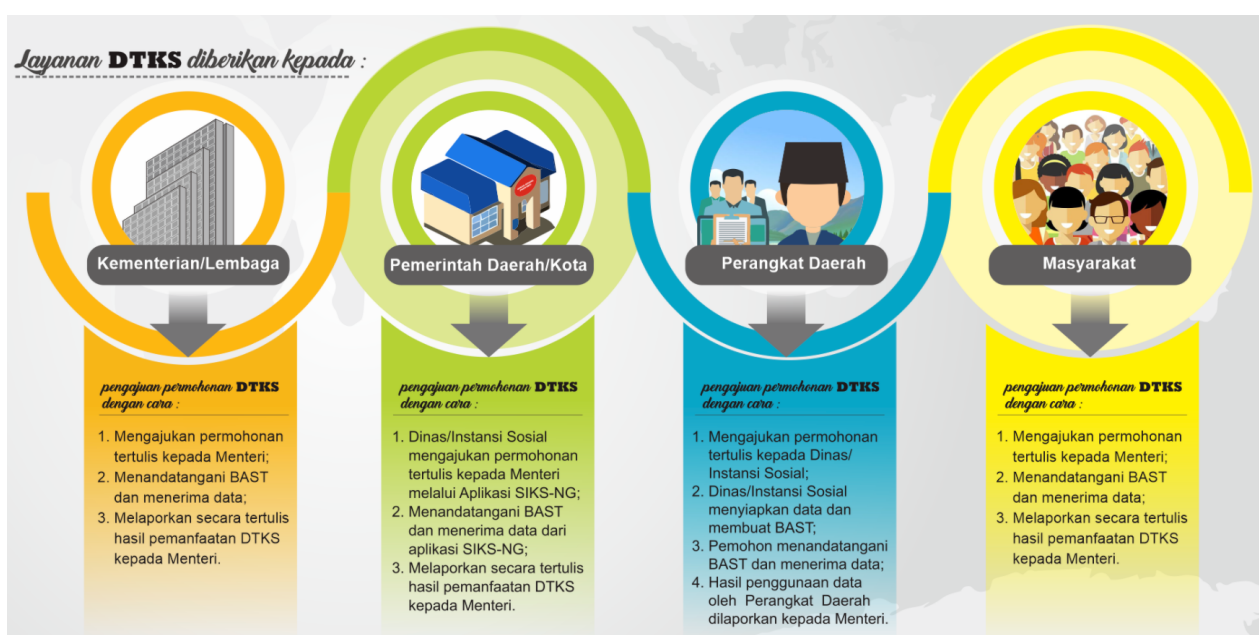 Layanan DTKS diberikan kepada :
Kementerian/Lembaga
pengajuan permohonan DTKS
dengan cara :
1. Mengajukan permohonan
tertulis kepada Menteri;
2. Menandatangani BAST
dan menerima data;
3. Melaporkan secara tertulis
hasil pemanfaatan DTKS
kepada Menteri.
Pemerintah Daerah/Kota
pengajuan permohonan DTKS
dengan cara :
1. Dinas/Instansi Sosial
mengajukan permohonan
tertulis kepada Menteri
melalui Aplikasi SIKS-NG;
2. Menandatangani BAST
dan menerima data dari
aplikasi SIKS-NG;
3. Melaporkan secara tertulis
hasil pemanfaatan DTKS
kepada Menteri.
Perangkat Daerah
pengajuan permohonan DTKS
dengan cara :
1. Mengajukan permohonan
tertulis kepada Dinas/
Instansi Sosial;
2. Dinas/Instansi Sosial
menyiapkan data dan
membuat BAST;
3. Pemohon menandatangani
BAST dan menerima data;
4. Hasil penggunaan data
oleh Perangkat Daerah
dilaporkan kepada Menteri.
Masyarakat
pengajuan permohonan DTKS
dengan cara :
1. Mengajukan permohonan
tertulis kepada Menteri;
2. Menandatangani BAST
dan menerima data;
3. Melaporkan secara tertulis
hasil pemanfaatan DTKS
kepada Menteri.